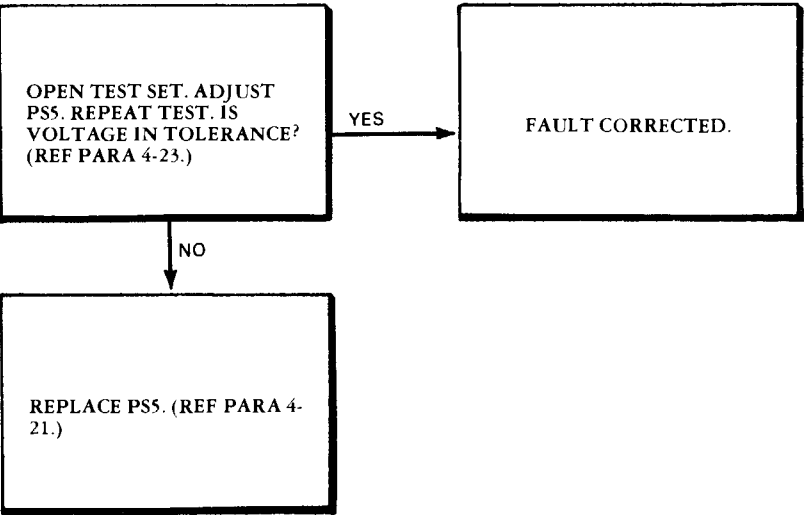 OPEN TEST SET. ADJUST
PS5. REPEAT TEST. IS
VOLTAGE IN TOLERANCE?
(REF PARA 4-23.)
YES
FAULT CORRECTED.
NO
REPLACE PS5. (REF PARA 4-
21.)